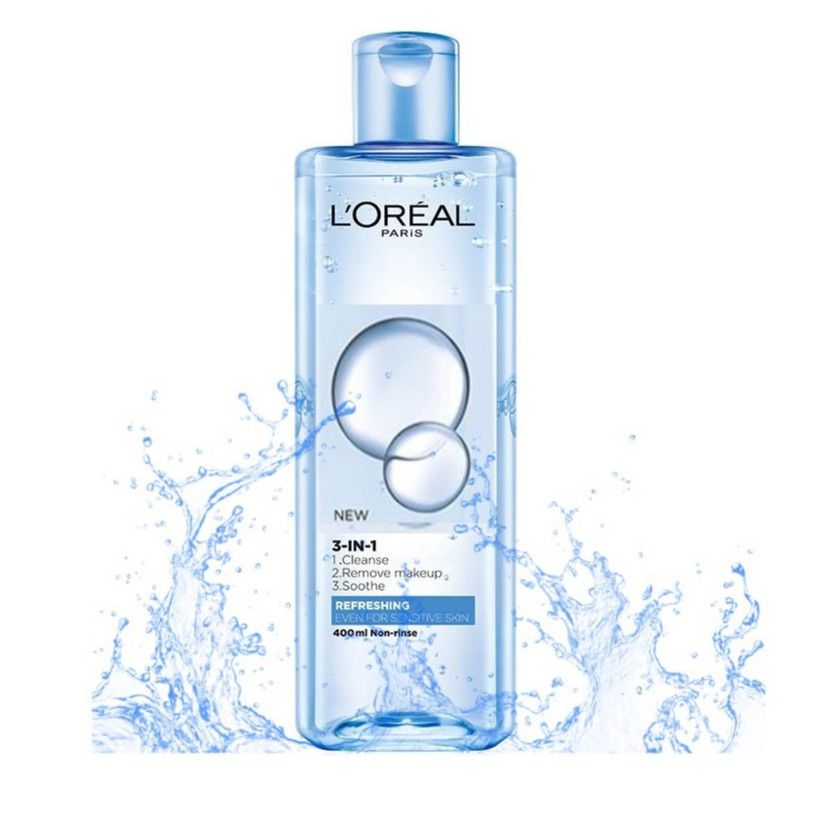 L'ORÉAL
PARiS
NEW
3-IN-1
1.Cleanse
2.Remove makeup
3.Soothe
REFRESHING
EVEN FOR SENSITIVE SKIN
400ml Non-rinse